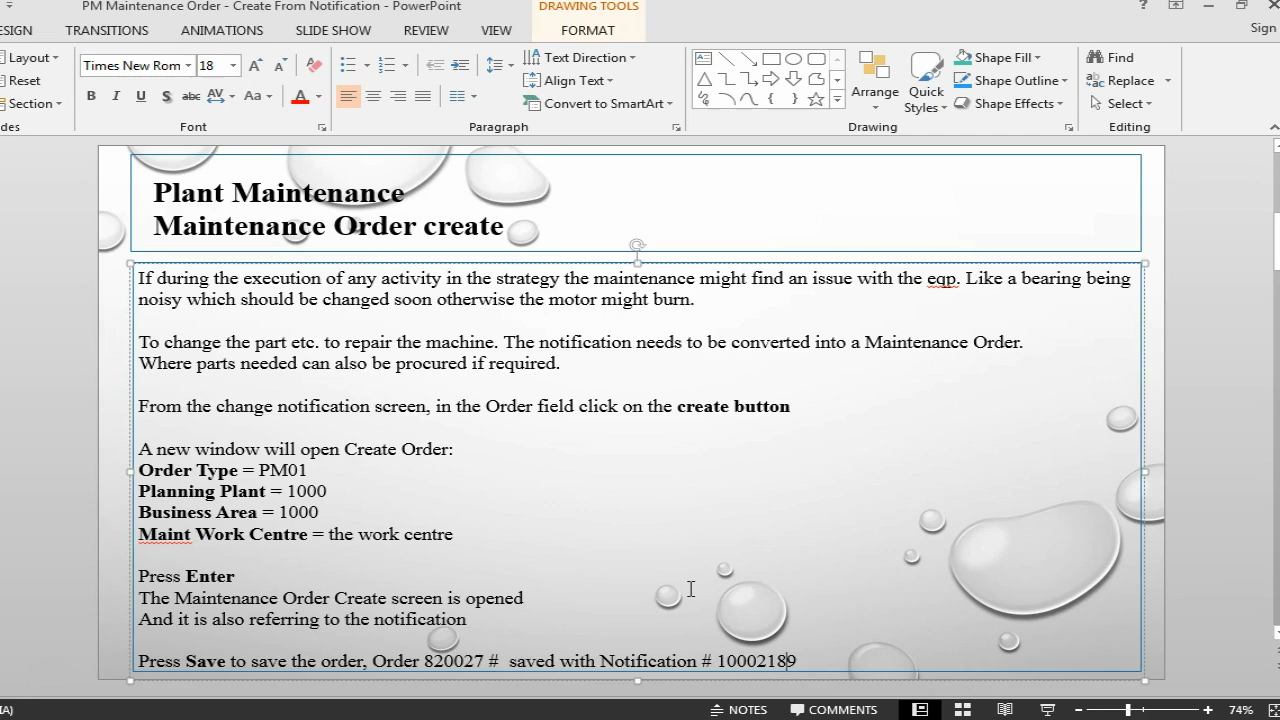 PM Maintenance Order - Create From Notification - PowerPoint
DRAWING TOOLS
?
ESIGN TRANSITIONS ANIMATIONS SLIDE SHOW REVIEW VIEW FORMAT
Sign
Layout
Times New Rom 18
Text Direction
Shape Fill
Find
Reset
Align Text
Arrange
Quick
Styles
Shape Outline
Replace
Section
B I U S abc AV Aa A
Convert to SmartArt
Shape Effects
Select
des Font Paragraph Drawing Editing
Plant Maintenance
Maintenance Order create
If during the execution of any activity in the strategy the maintenance might find an issue with the eqp. Like a bearing being
noisy which should be changed soon otherwise the motor might burn.
To change the part etc. to repair the machine. The notification needs to be converted into a Maintenance Order.
Where parts needed can also be procured if required.
From the change notification screen, in the Order field click on the create button
A new window will open Create Order:
Order Type = PM01
Planning Plant = 1000
Business Area = 1000
Maint Work Centre = the work centre
Press Enter
The Maintenance Order Create screen is opened
And it is also referring to the notification
Press Save to save the order, Order 820027 # saved with Notification # 10002189
IA) NOTES COMMENTS 74%